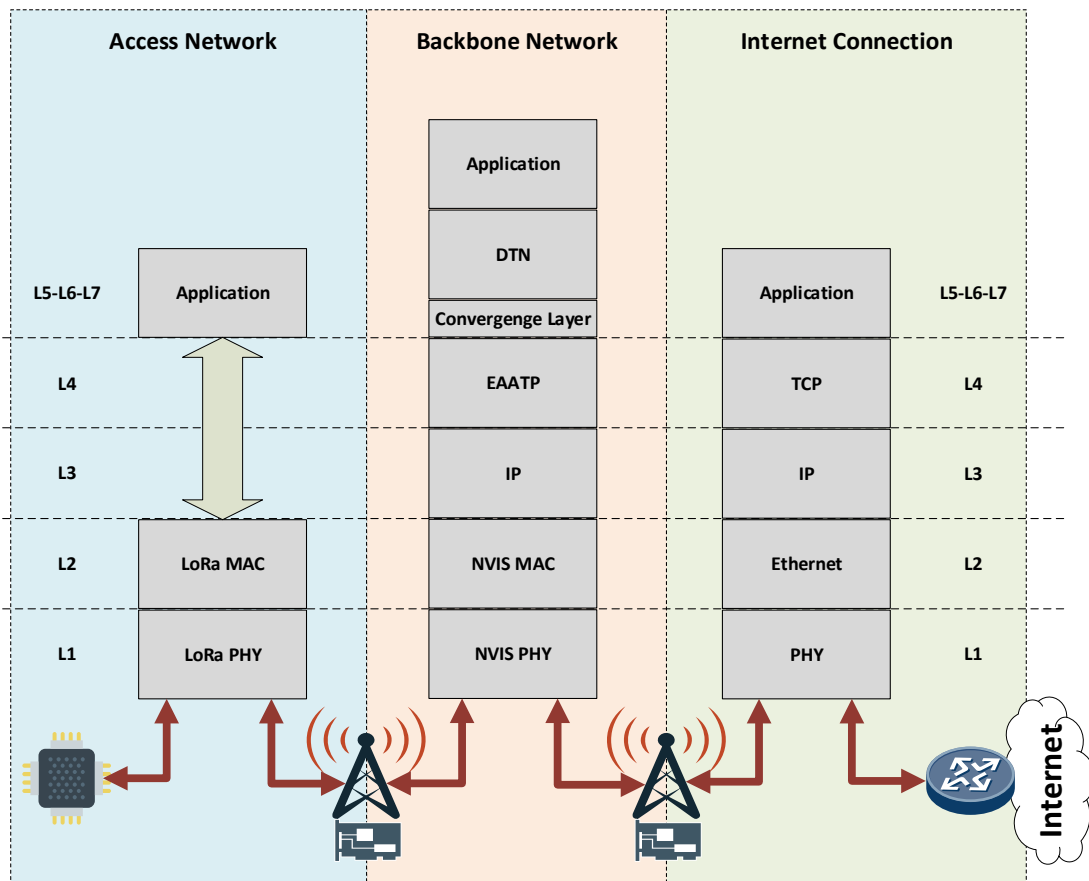 Access Network
Backbone Network
Internet Connection
Application
DTN
L5-L6-L7
Application
Convergenge Layer
Application
L5-L6-L7
L4
EAATP
TCP
L4
L3
IP
IP
L3
L2
LoRa MAC
NVIS MAC
Ethernet
L2
L1
LoRa PHY
NVIS PHY
PHY
L1
Internet